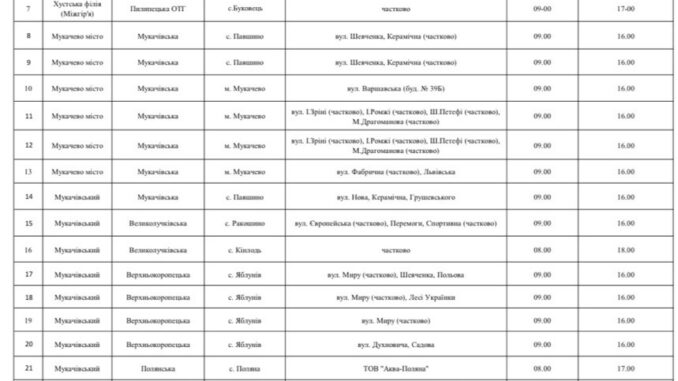 7 Хустська філія (Міжгір'я) Пилипецька ОТГ с.Буковець частково 09-00 17-00
8 Мукачево місто Мукачівська с. Павшино вул. Шевченка, Керамічна (частково) 09.00 16.00
9 Мукачево місто Мукачівська с. Павшино вул. Шевченка, Керамічна (частково) 09.00 16.00
10 Мукачево місто Мукачівська м. Мукачево вул. Варшавська (буд. № 39Б) 09.00 16.00
11 Мукачево місто Мукачівська м. Мукачево вул. І.Зріні (частково), І.Ромжі (частково), Ш.Петефі (частково), М.Драгоманова (частково) 09.00 16.00
12 Мукачево місто Мукачівська м. Мукачево вул. І.Зріні (частково), І.Ромжі (частково), Ш.Петефі (частково), М.Драгоманова (частково) 09.00 16.00
13 Мукачево місто Мукачівська м. Мукачево вул. Фабрична (частково), Львівська 09.00 16.00
14 Мукачівський Мукачівська с. Павшино вул. Нова, Керамічна, Грушевського 09.00 16.00
15 Мукачівський Великолучківська с. Ракошино вул. Європейська (частково), Перемоги, Спортивна (частково) 09.00 16.00
16 Мукачівський Великолучківська с. Кінлодь частково 08.00 18.00
17 Мукачівський Верхньокоропецька с. Яблунів вул. Миру (частково), Шевченка, Польова 09.00 16.00
18 Мукачівський Верхньокоропецька с. Яблунів вул. Миру (частково), Лесі Українки 09.00 16.00
19 Мукачівський Верхньокоропецька с. Яблунів вул. Миру (частково) 09.00 16.00
20 Мукачівський Верхньокоропецька с. Яблунів вул. Духновича, Садова 09.00 16.00
21 Мукачівський Полянська с. Поляна ТОВ "Аква-Поляна" 08.00 17.00